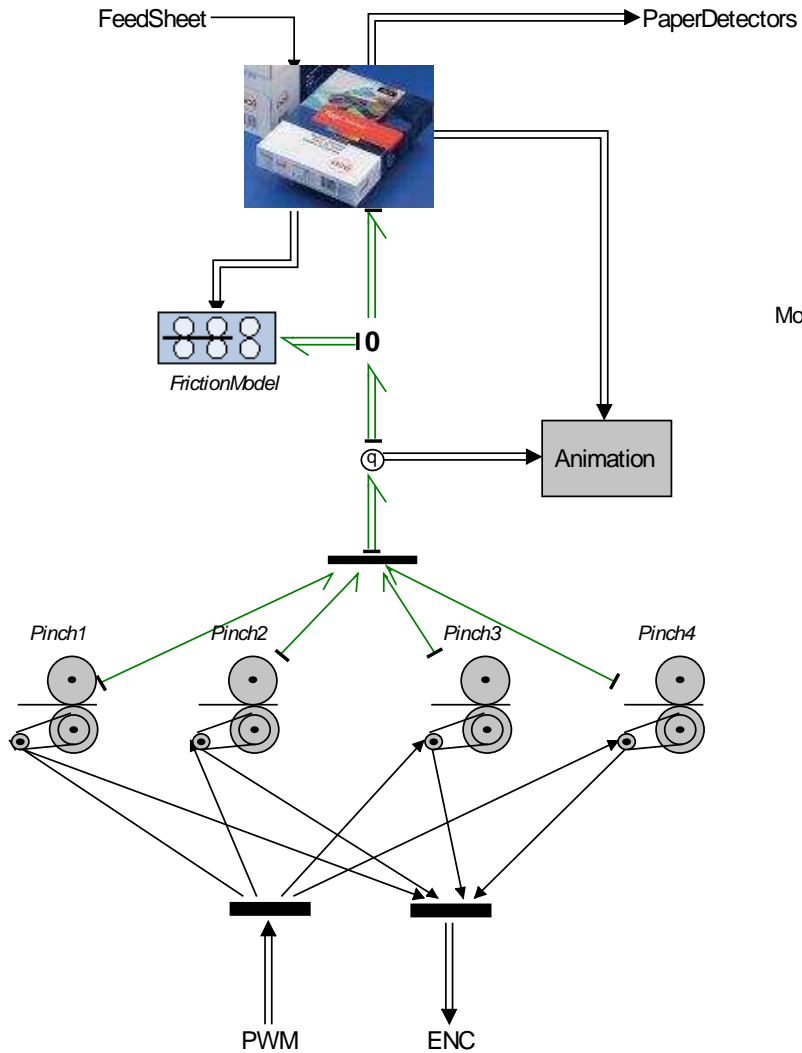 FeedSheet
PaperDetectors
Mo
0
FrictionModel
q
Animation
Pinch1
Pinch2
Pinch3
Pinch4
PWM
ENC